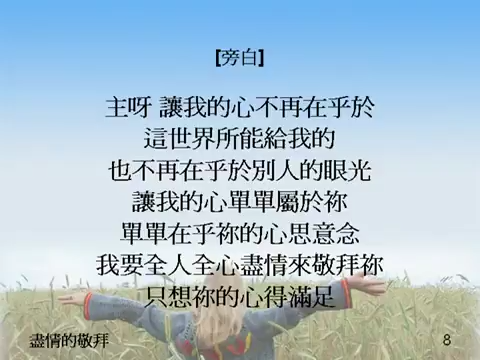 [旁白]
主呀 讓我的心不再在乎於
這世界所能給我的
也不再在乎於別人的眼光
讓我的心單單屬於祢
單單在乎祢的心思意念
我要全人全心盡情來敬拜祢
只想祢的心得滿足
盡情的敬拜
8